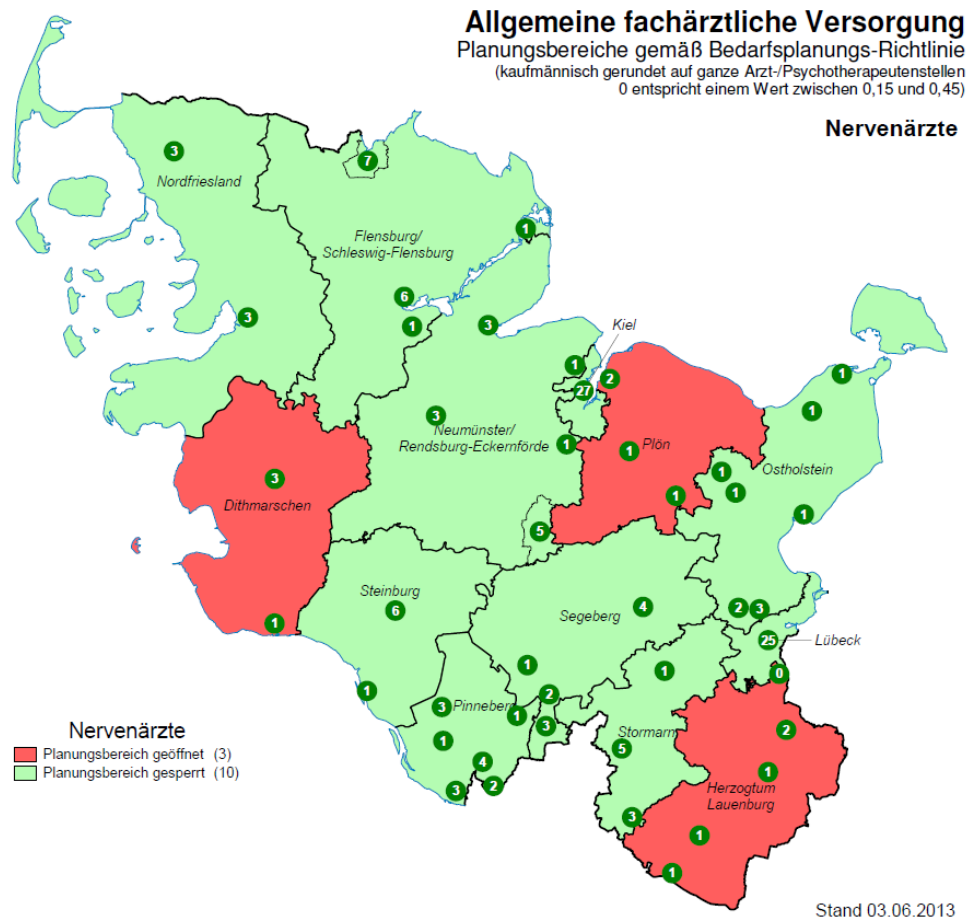 Allgemeine fachärztliche Versorgung
Planungsbereiche gemäß Bedarfsplanungs-Richtlinie
(kaufmännisch gerundet auf ganze Arzt-/Psychotherapeutenstellen
0 entspricht einem Wert zwischen 0,15 und 0,45)
Nervenärzte
3
7
Nordfriesland
1
Flensburg/
Schleswig-Flensburg
6
3
1
3
Kiel
1
2
27
1
3
1
Neumünster/
Rendsburg-Eckernförde
1
1
Plön
Ostholstein
1
3
1
1
Dithmarschen
1
5
Steinburg
6
4
2
3
Segeberg
1
25
Lübeck
1
1
0
1
2
3
Pinneberg
1
3
2
Stormarn
1
5
4
1
3
2
Herzogtum
Lauenburg
3
1
1
Nervenärzte
Planungsbereich geöffnet (3)
Planungsbereich gesperrt (10)
Stand 03.06.2013